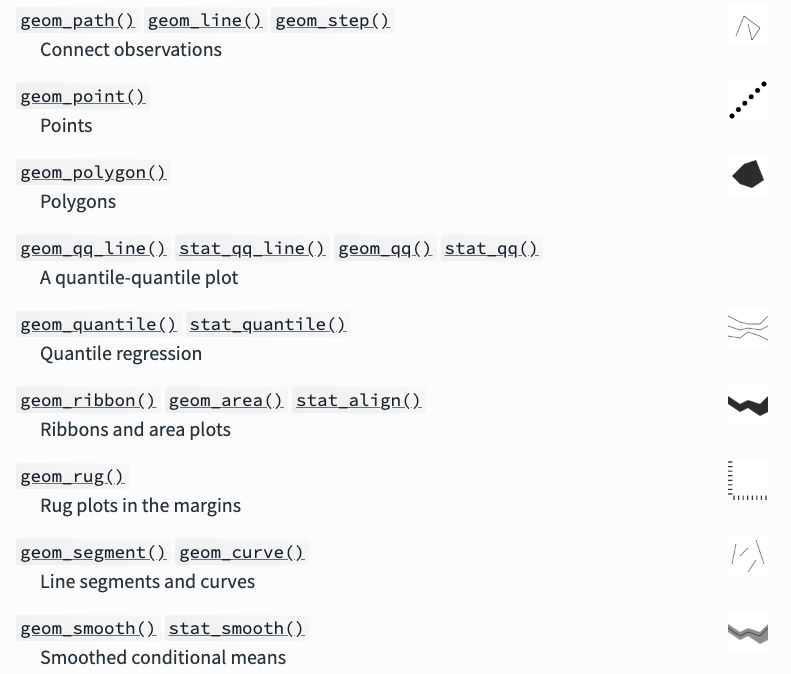 geom_path() geom_line() geom_step()
Connect observations
geom_point()
Points
geom_polygon()
Polygons
geom_qq_line() stat_qq_line() geom_qq() stat_qq()
A quantile-quantile plot
geom_quantile() stat_quantile()
Quantile regression
geom_ribbon() geom_area() stat_align()
Ribbons and area plots
geom_rug()
Rug plots in the margins
geom_segment() geom_curve()
Line segments and curves
geom_smooth() stat_smooth()
Smoothed conditional means